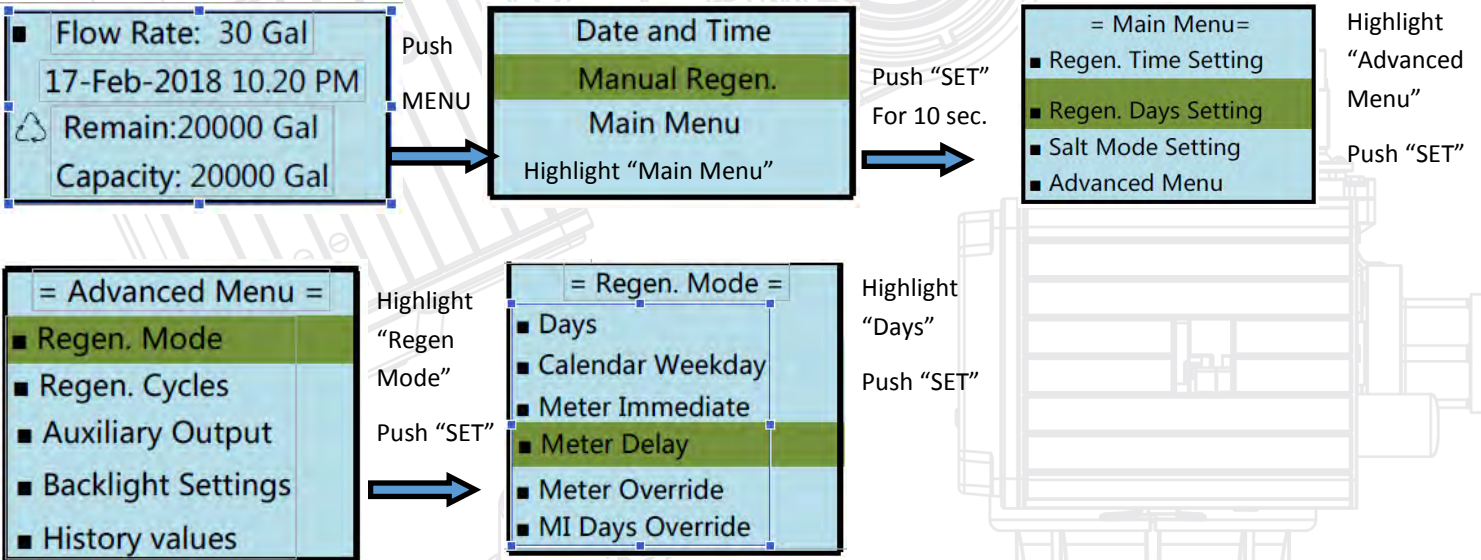 Flow Rate: 30 Gal
17-Feb-2018 10.20 PM
Remain:20000 Gal
Capacity: 20000 Gal
Push
MENU
Date and Time
Manual Regen.
Main Menu
Highlight “Main Menu”
Push “SET”
For 10 sec.
= Main Menu=
Regen. Time Setting
Regen. Days Setting
Salt Mode Setting
Advanced Menu
Highlight
“Advanced
Menu”
Push “SET”
= Advanced Menu =
Regen. Mode
Regen. Cycles
Auxiliary Output
Backlight Settings
History values
Highlight
“Regen
Mode”
Push “SET”
= Regen. Mode =
Days
Calendar Weekday
Meter Immediate
Meter Delay
Meter Override
MI Days Override
Highlight
“Days”
Push “SET”